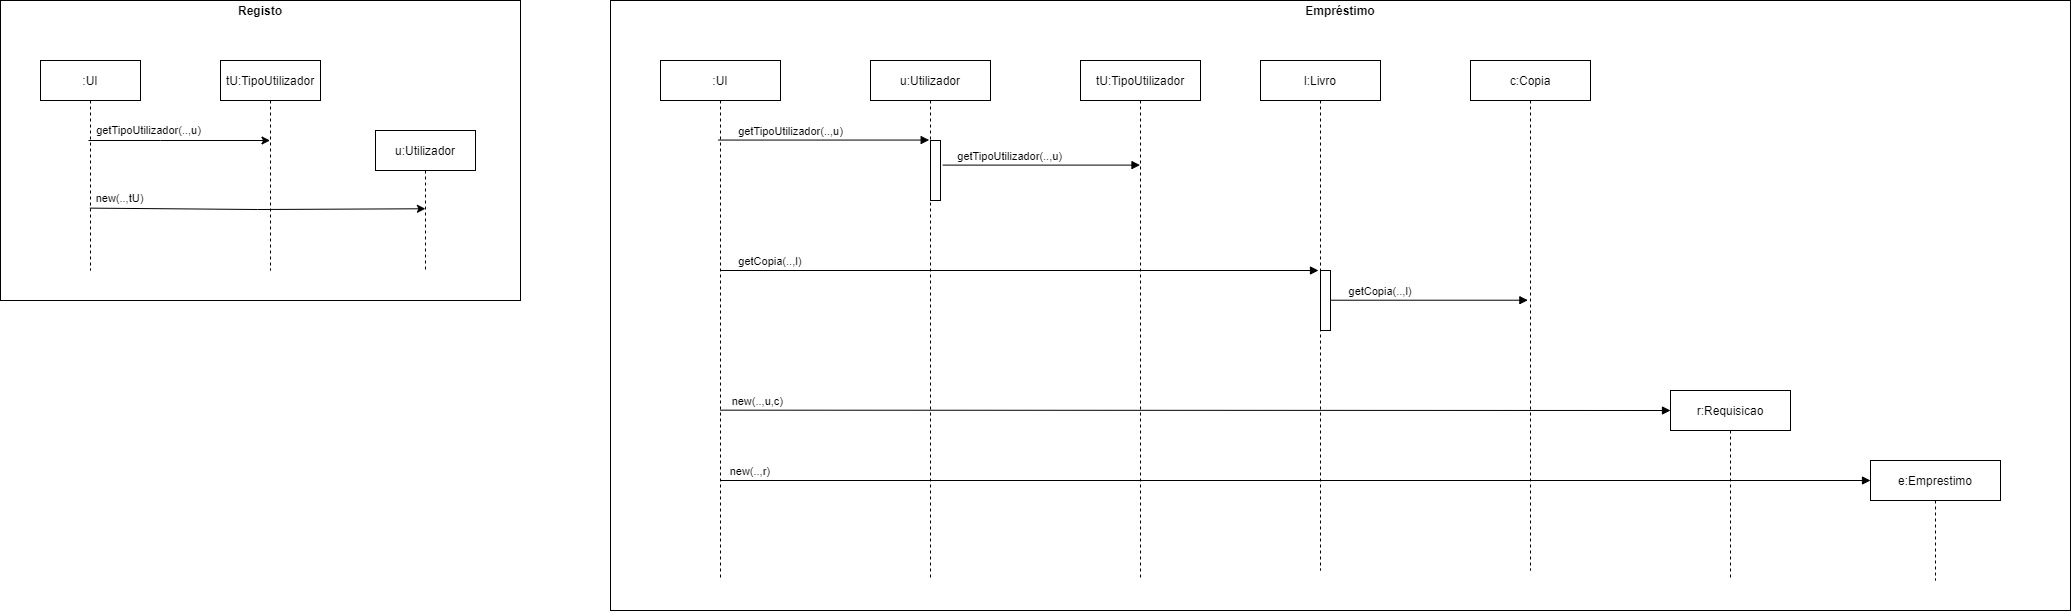 Registo
:UI
tU:TipoUtilizador
getTipoUtilizador(..,u)
u:Utilizador
new(..,tU)
Empréstimo
:UI
u:Utilizador
tU:TipoUtilizador
l:Livro
c:Copia
getTipoUtilizador(..,u)
getTipoUtilizador(..,u)
getCopia(..,l)
getCopia(..,l)
new(..,u,c)
r:Requisicao
new(..,r)
e:Emprestimo